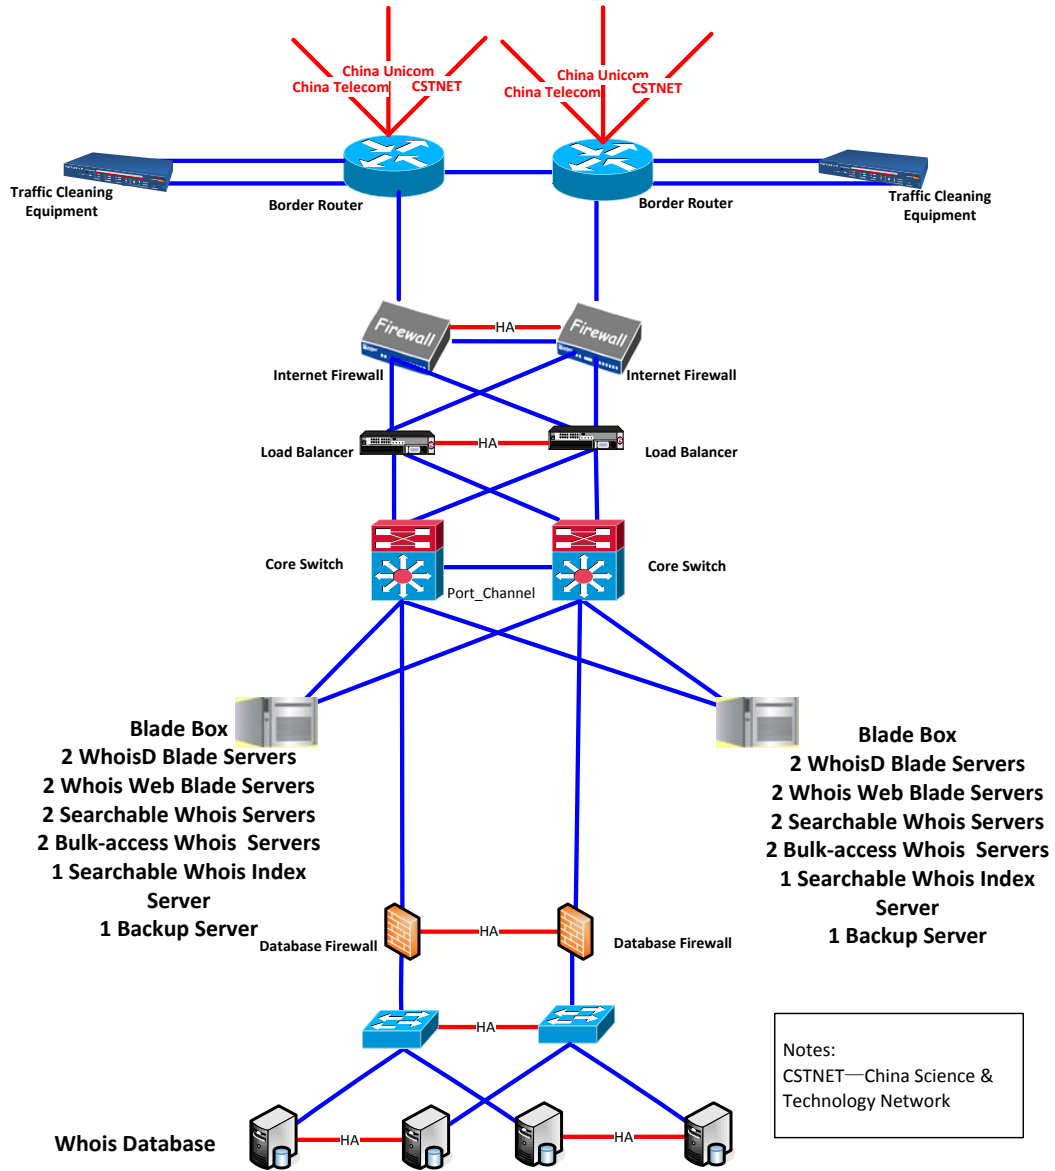 China Unicom
China Telecom
CSTNET
China Unicom
China Telecom
CSTNET
Traffic Cleaning
Equipment
Border Router
Border Router
Traffic Cleaning
Equipment
Firewall
HA
Firewall
Internet Firewall
Internet Firewall
Load Balancer
HA
Load Balancer
Core Switch
Core Switch
Port_Channel
Blade Box
2 WhoisD Blade Servers
2 Whois Web Blade Servers
2 Searchable Whois Servers
2 Bulk-access Whois  Servers
1 Searchable Whois Index
Server
1 Backup Server
Blade Box
2 WhoisD Blade Servers
2 Whois Web Blade Servers
2 Searchable Whois Servers
2 Bulk-access Whois  Servers
1 Searchable Whois Index
Server
1 Backup Server
Database Firewall
HA
Database Firewall
HA
Notes:
CSTNET—China Science &
Technology Network
Whois Database
HA
HA